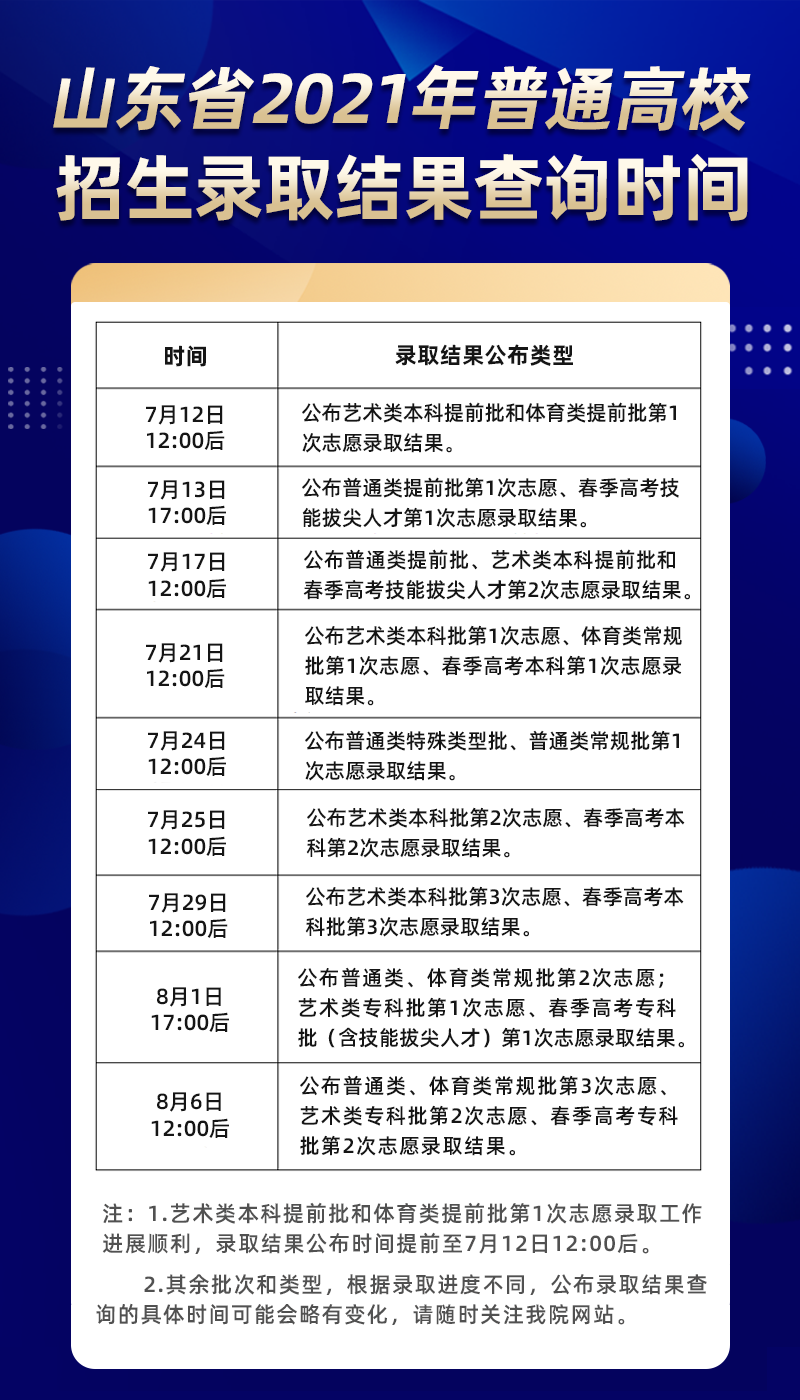 山东省2021年普通高校
招生录取结果查询时间
时间
录取结果公布类型
7月12日
12:00后
公布艺术类本科提前批和体育类提前批第1
次志愿录取结果。
7月13日
17:00后
公布普通类提前批第1次志愿、春季高考技
能拔尖人才第1次志愿录取结果。
7月17日
12:00后
公布普通类提前批、艺术类本科提前批和
春季高考技能拔尖人才第2次志愿录取结果。
7月21日
12:00后
公布艺术类本科批第1次志愿、体育类常规
批第1次志愿、春季高考本科第1次志愿录
取结果。
7月24日
12:00后
公布普通类特殊类型批、普通类常规批第1
次志愿录取结果。
7月25日
12:00后
公布艺术类本科批第2次志愿、春季高考本
科第2次志愿录取结果。
7月29日
12:00后
公布艺术类本科批第3次志愿、春季高考本
科批第3次志愿录取结果。
8月1日
17:00后
公布普通类、体育类常规批第2次志愿；
艺术类专科批第1次志愿、春季高考专科
批（含技能拔尖人才）第1次志愿录取结果。
8月6日
12:00后
公布普通类、体育类常规批第3次志愿、
艺术类专科批第2次志愿、春季高考专科
批第2次志愿录取结果。
注：1.艺术类本科提前批和体育类提前批第1次志愿录取工作
进展顺利，录取结果公布时间提前至7月12日12:00后。
2.其余批次和类型，根据录取进度不同，公布录取结果查
询的具体时间可能会略有变化，请随时关注我院网站。